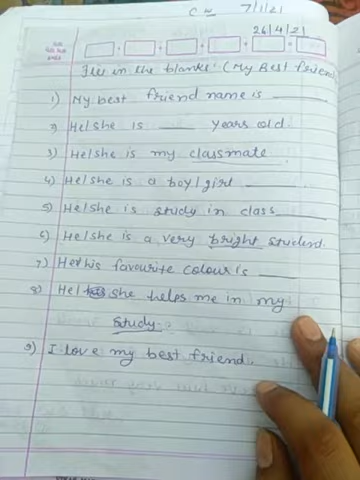 C w 7/1/21
26/4/21
Fill in the blanks: (My Best friend)
1) My best friend name is ______
2) He/she is ____ years old.
3) He/she is my classmate
4) He/she is a boy/girl ______
5) He/she is study in class ______
6) He/she is a very bright student.
7) Her/his favourite colour is ____
8) He/ she helps me in my
study.
9) I love my best friend.